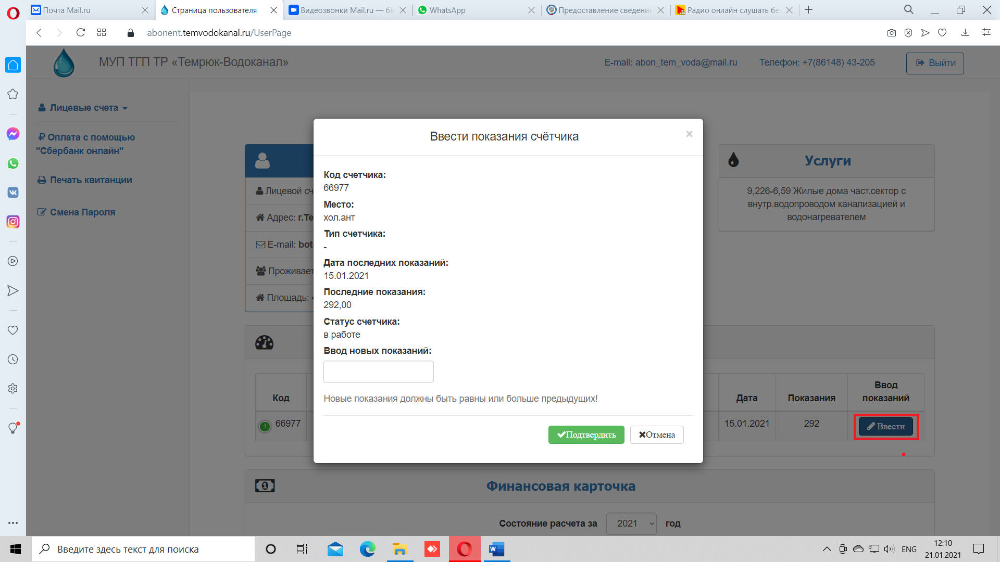 Почта Mail.ru
Страница пользователя
Видеозвонки Mail.ru — бе
WhatsApp
Предоставление сведений
Радио онлайн слушать бес
abonent.temvodokanal.ru/UserPage
МУП ТГП ТР «Темрюк-Водоканал»
E-mail: abon_tem_voda@mail.ru
Телефон: +7(86148) 43-205
Выйти
Лицевые счета
Оплата с помощью
"Сбербанк онлайн"
Печать квитанции
Смена Пароля
Лицевой сч
Адрес: г.Те
E-mail: bot
Проживает
Площадь:
Ввести показания счётчика
×
Код счетчика:
66977
Место:
хол.ант
Тип счетчика:
-
Дата последних показаний:
15.01.2021
Последние показания:
292,00
Статус счетчика:
в работе
Ввод новых показаний:
Новые показания должны быть равны или больше предыдущих!
Подтвердить
Отмена
Услуги
9,226-6,59 Жилые дома част.сектор с
внутр.водопроводом канализацией и
водонагревателем
Код
Дата
Показания
Ввод
показаний
66977
15.01.2021
292
Ввести
Финансовая карточка
Состояние расчета за 2021 год
Введите здесь текст для поиска
ENG
12:10
21.01.2021